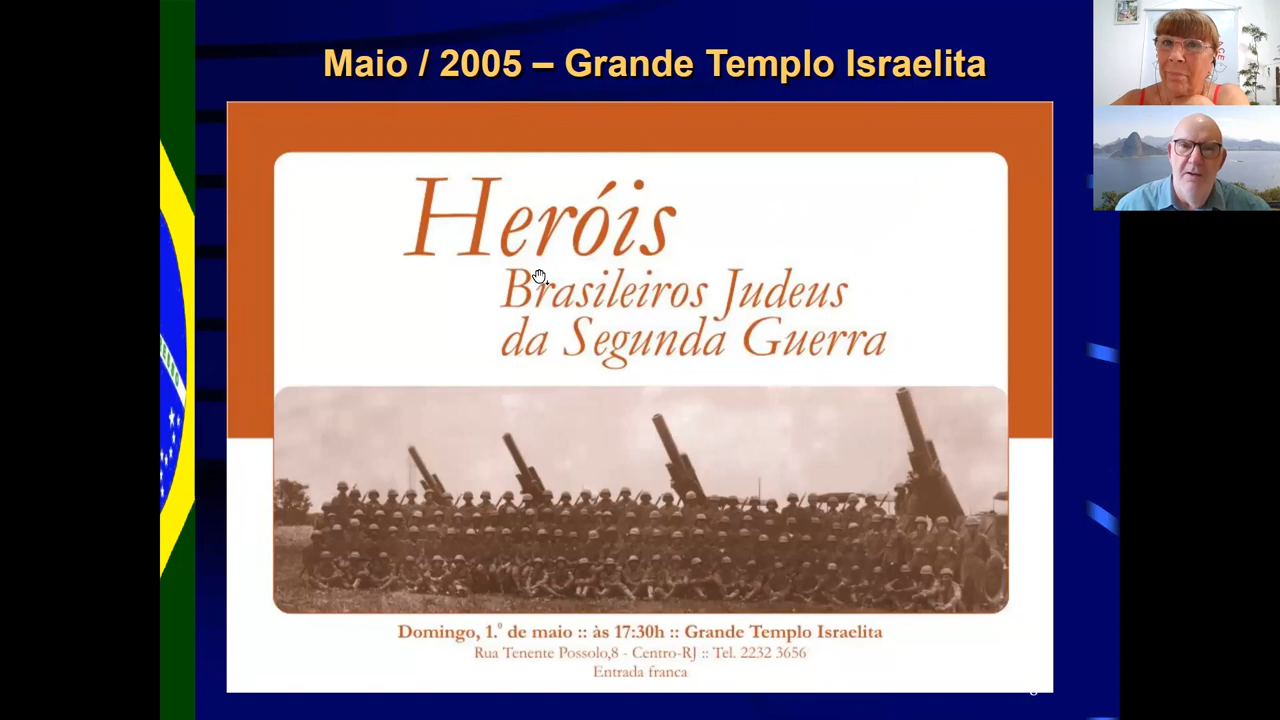 Maio / 2005 – Grande Templo Israelita
Heróis
Brasileiros Judeus
da Segunda Guerra
Domingo, 1.º de maio :: às 17:30h :: Grande Templo Israelita
Rua Tenente Possolo,8 - Centro-RJ :: Tel. 2232 3656
Entrada franca